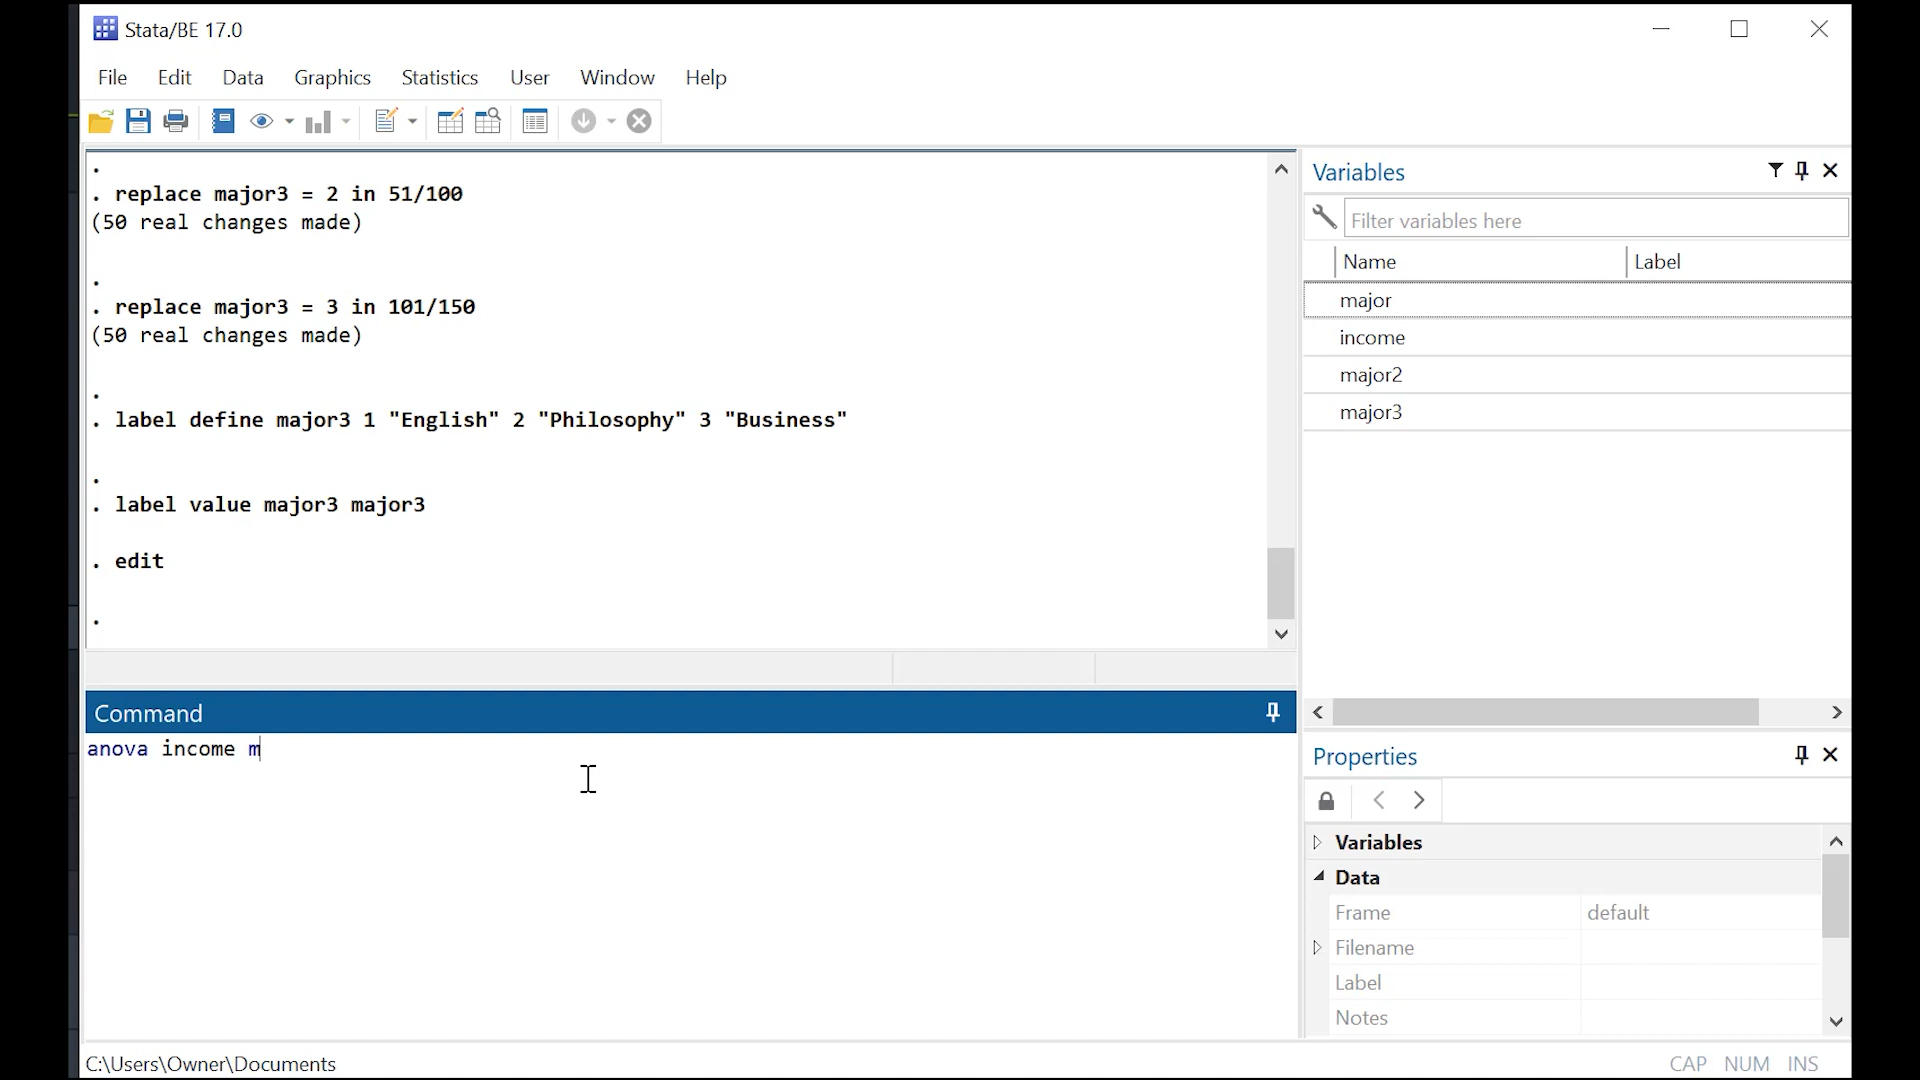 Stata/BE 17.0
File Edit Data Graphics Statistics User Window Help
.
. replace major3 = 2 in 51/100
(50 real changes made)
.
. replace major3 = 3 in 101/150
(50 real changes made)
.
. label define major3 1 "English" 2 "Philosophy" 3 "Business"
.
. label value major3 major3
. edit
.
Command
anova income m
Variables
Filter variables here
Name Label
major
income
major2
major3
Properties
Variables
Data
Frame default
Filename
Label
Notes
C:\Users\Owner\Documents
CAP NUM INS